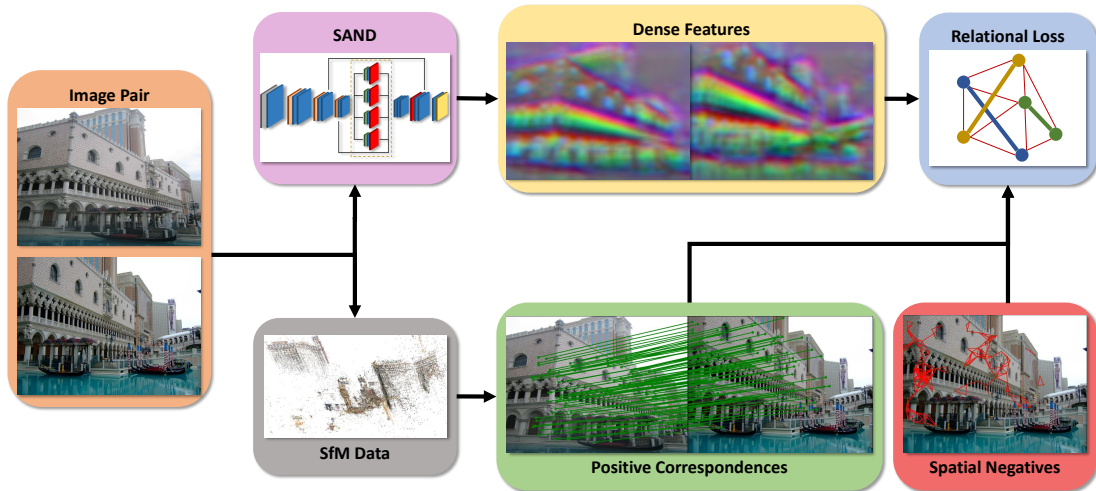 SAND
Dense Features
Relational Loss
Image Pair
SfM Data
Positive Correspondences
Spatial Negatives